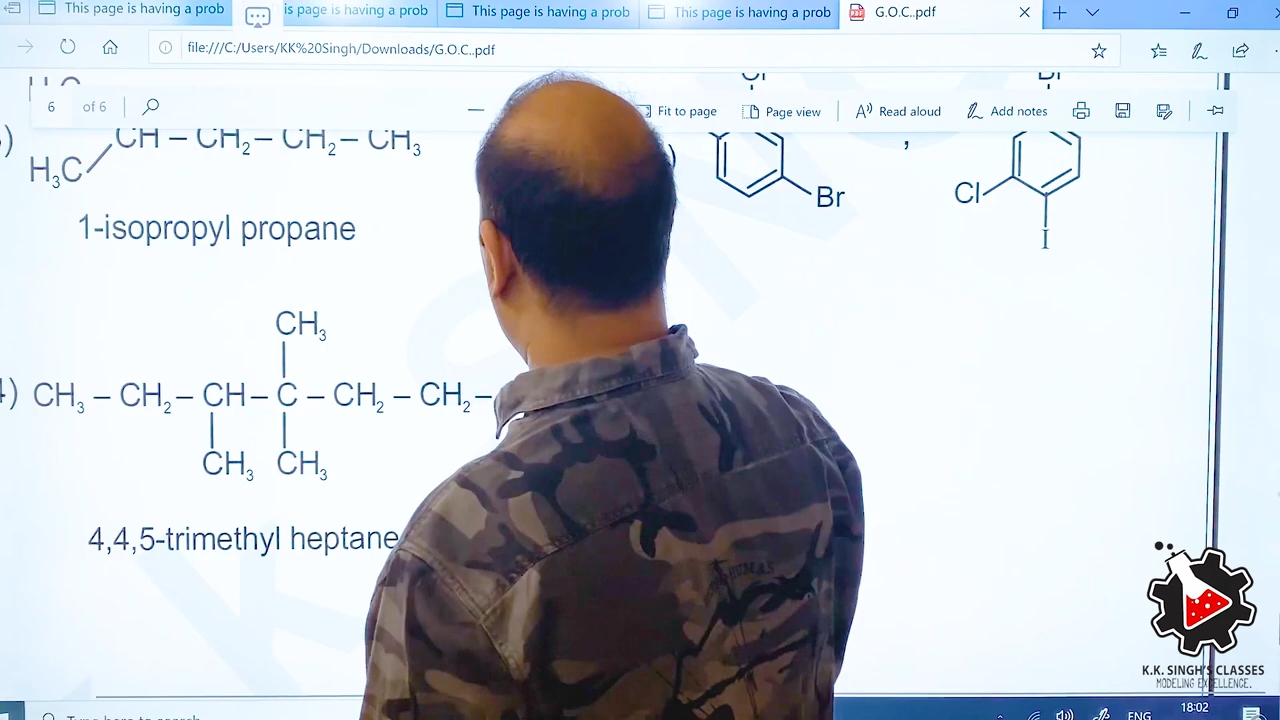 This page is having a prob
is page is having a prob
This page is having a prob
This page is having a prob
G.O.C..pdf
file:///C:/Users/KK%20Singh/Downloads/G.O.C..pdf
6 of 6
Fit to page
Page view
Read aloud
Add notes
CH – CH2 – CH2 – CH3
H3C
Br
Cl
I
1-isopropyl propane
CH3
4) CH3 – CH2 – CH – C – CH2 – CH2 –
CH3 CH3
4,4,5-trimethyl heptane
K.K. SINGH'S CLASSES
MODELING EXCELLENCE.
Type here to search
ENG
18:02